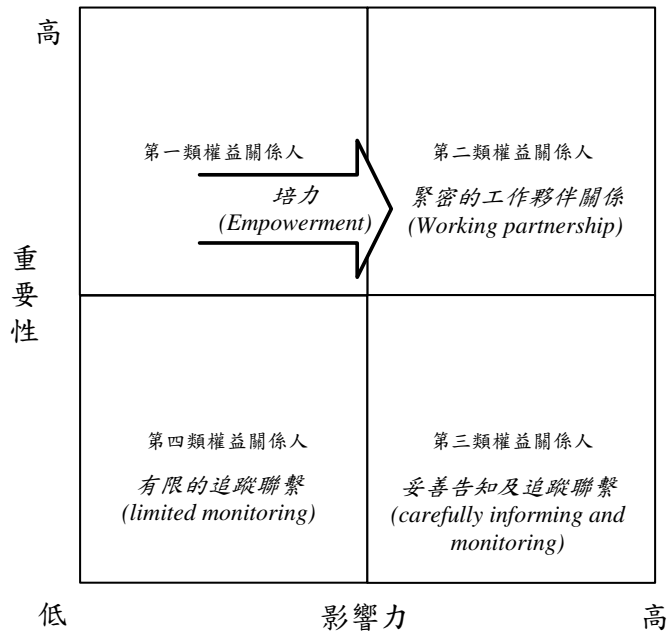 高
第一類權益關係人
培力
(Empowerment)
第二類權益關係人
緊密的工作夥伴關係
(Working partnership)
重
要
性
第四類權益關係人
有限的追蹤聯繫
(limited monitoring)
第三類權益關係人
妥善告知及追蹤聯繫
(carefully informing and
monitoring)
低
影響力
高